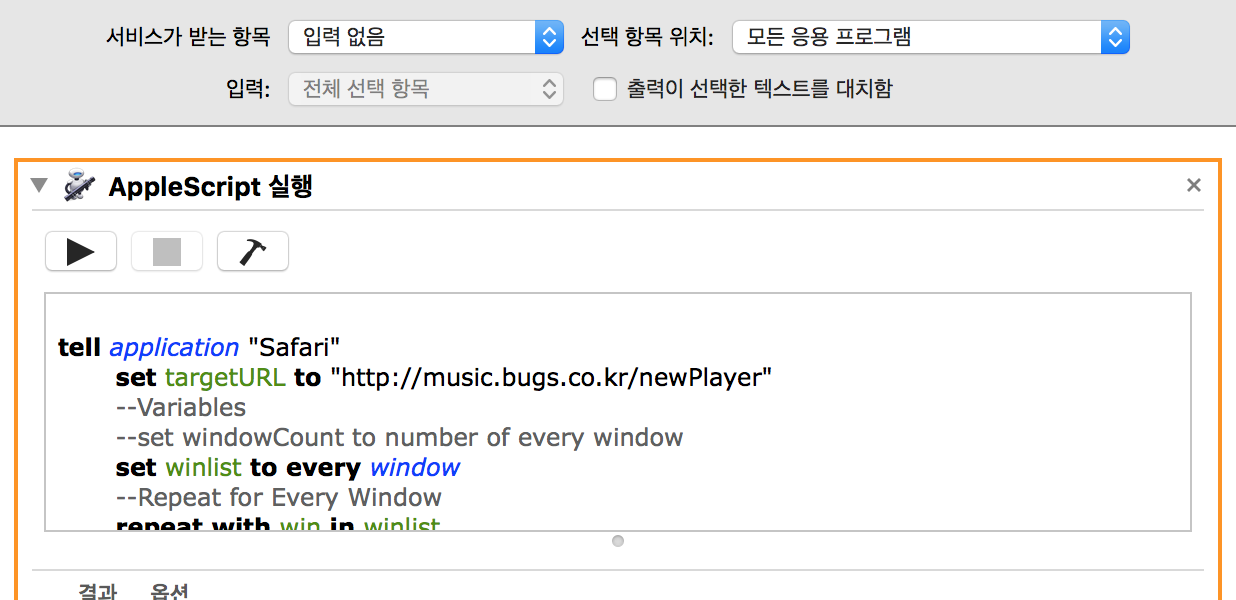 서비스가 받는 항목 입력 없음 선택 항목 위치: 모든 응용 프로그램
입력: 전체 선택 항목 출력이 선택한 텍스트를 대치함
AppleScript 실행
tell application "Safari"
set targetURL to "http://music.bugs.co.kr/newPlayer"
--Variables
--set windowCount to number of every window
set winlist to every window
--Repeat for Every Window
repeat with win in winlist
결과 옵션